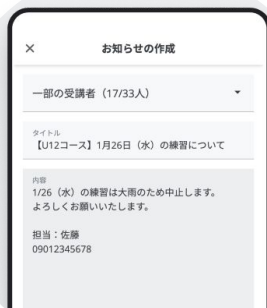 ×
お知らせの作成
一部の受講者（17/33人）
タイトル
【U12コース】1月26日（水）の練習について
内容
1/26（水）の練習は大雨のため中止します。
よろしくお願いいたします。
担当：佐藤
09012345678